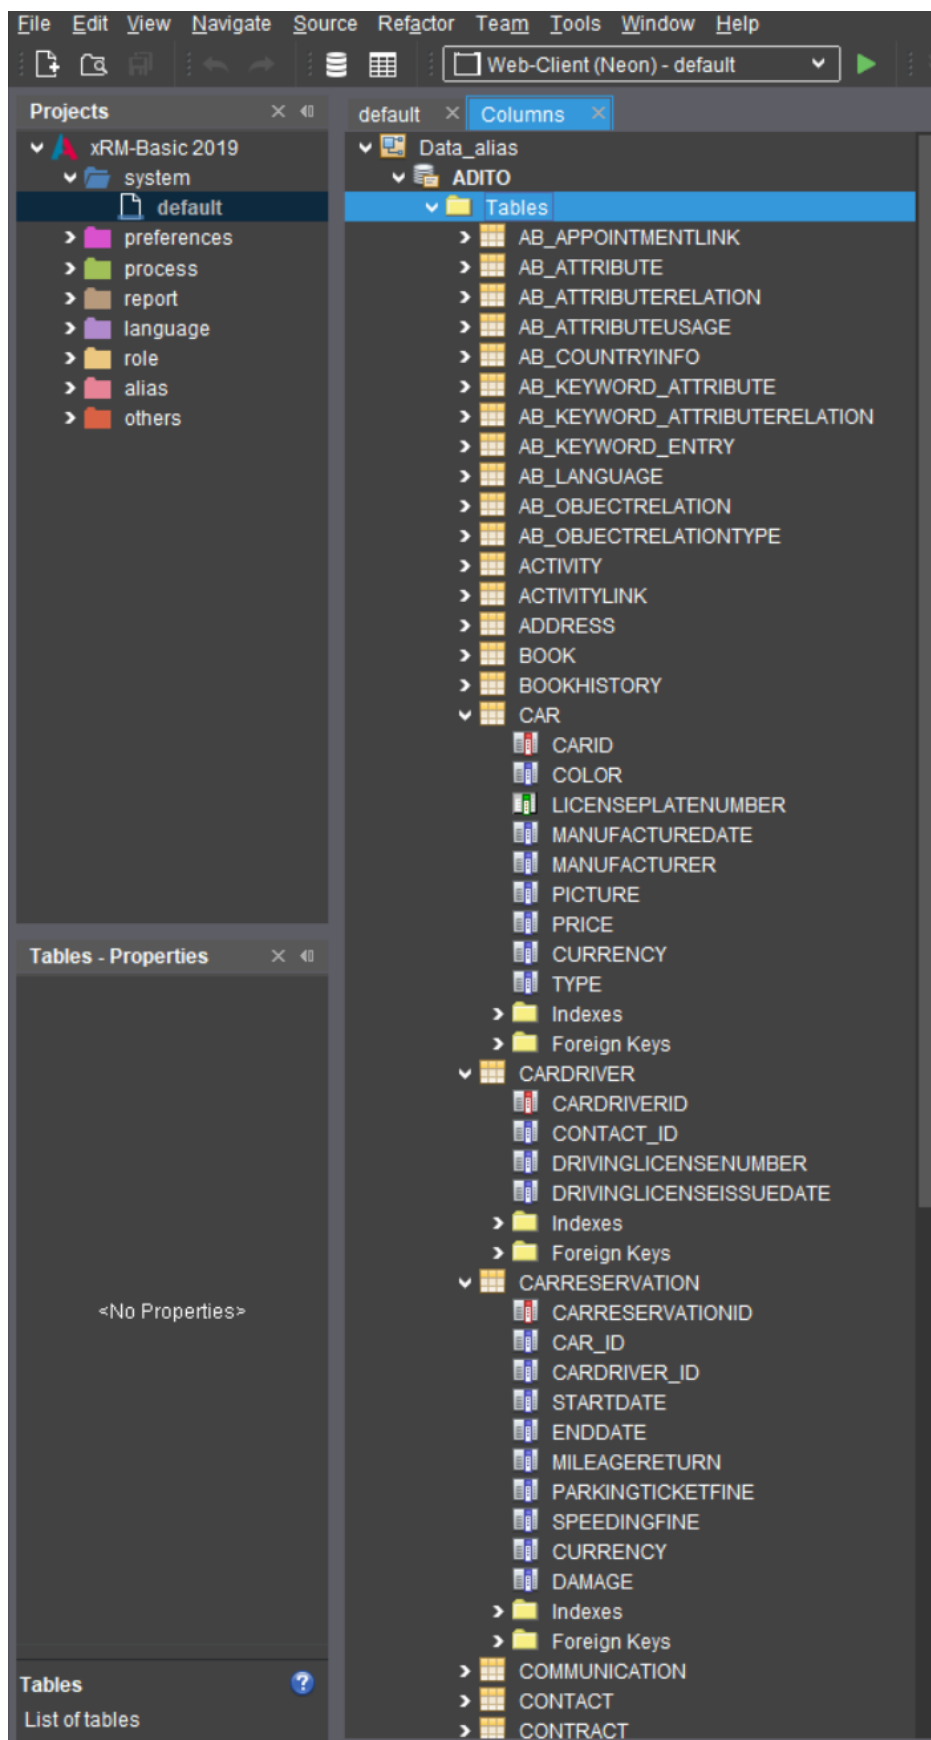 File Edit View Navigate Source Refactor Team Tools Window Help
Web-Client (Neon) - default
Projects
xRM-Basic 2019
system
default
preferences
process
report
language
role
alias
others
Tables - Properties
<No Properties>
Tables
List of tables
default Columns
Data_alias
ADITO
Tables
AB_APPOINTMENTLINK
AB_ATTRIBUTE
AB_ATTRIBUTERELATION
AB_ATTRIBUTEUSAGE
AB_COUNTRYINFO
AB_KEYWORD_ATTRIBUTE
AB_KEYWORD_ATTRIBUTERELATION
AB_KEYWORD_ENTRY
AB_LANGUAGE
AB_OBJECTRELATION
AB_OBJECTRELATIONTYPE
ACTIVITY
ACTIVITYLINK
ADDRESS
BOOK
BOOKHISTORY
CAR
CARID
COLOR
LICENSEPLATENUMBER
MANUFACTUREDATE
MANUFACTURER
PICTURE
PRICE
CURRENCY
TYPE
Indexes
Foreign Keys
CARDRIVER
CARDRIVERID
CONTACT_ID
DRIVINGLICENSENUMBER
DRIVINGLICENSEISSUEDATE
Indexes
Foreign Keys
CARRESERVATION
CARRESERVATIONID
CAR_ID
CARDRIVER_ID
STARTDATE
ENDDATE
MILEAGERETURN
PARKINGTICKETFINE
SPEEDINGFINE
CURRENCY
DAMAGE
Indexes
Foreign Keys
COMMUNICATION
CONTACT
CONTRACT